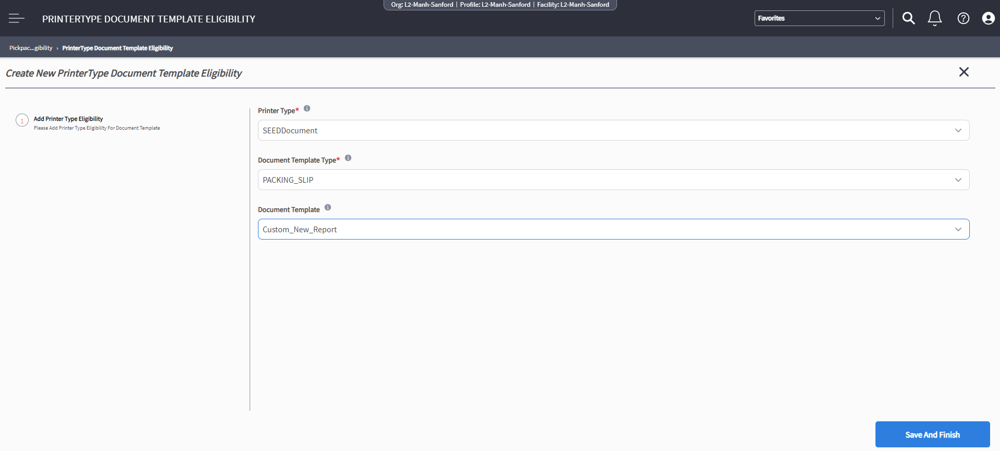 Org: L2-Manh-Sanford | Profile: L2-Manh-Sanford | Facility: L2-Manh-Sanford
PRINTERTYPE DOCUMENT TEMPLATE ELIGIBILITY
Favorites
Pickpac...gibility › PrinterType Document Template Eligibility
Create New PrinterType Document Template Eligibility
1
Add Printer Type Eligibility
Please Add Printer Type Eligibility For Document Template
Printer Type*
SEEDDocument
Document Template Type*
PACKING_SLIP
Document Template
Custom_New_Report
Save And Finish